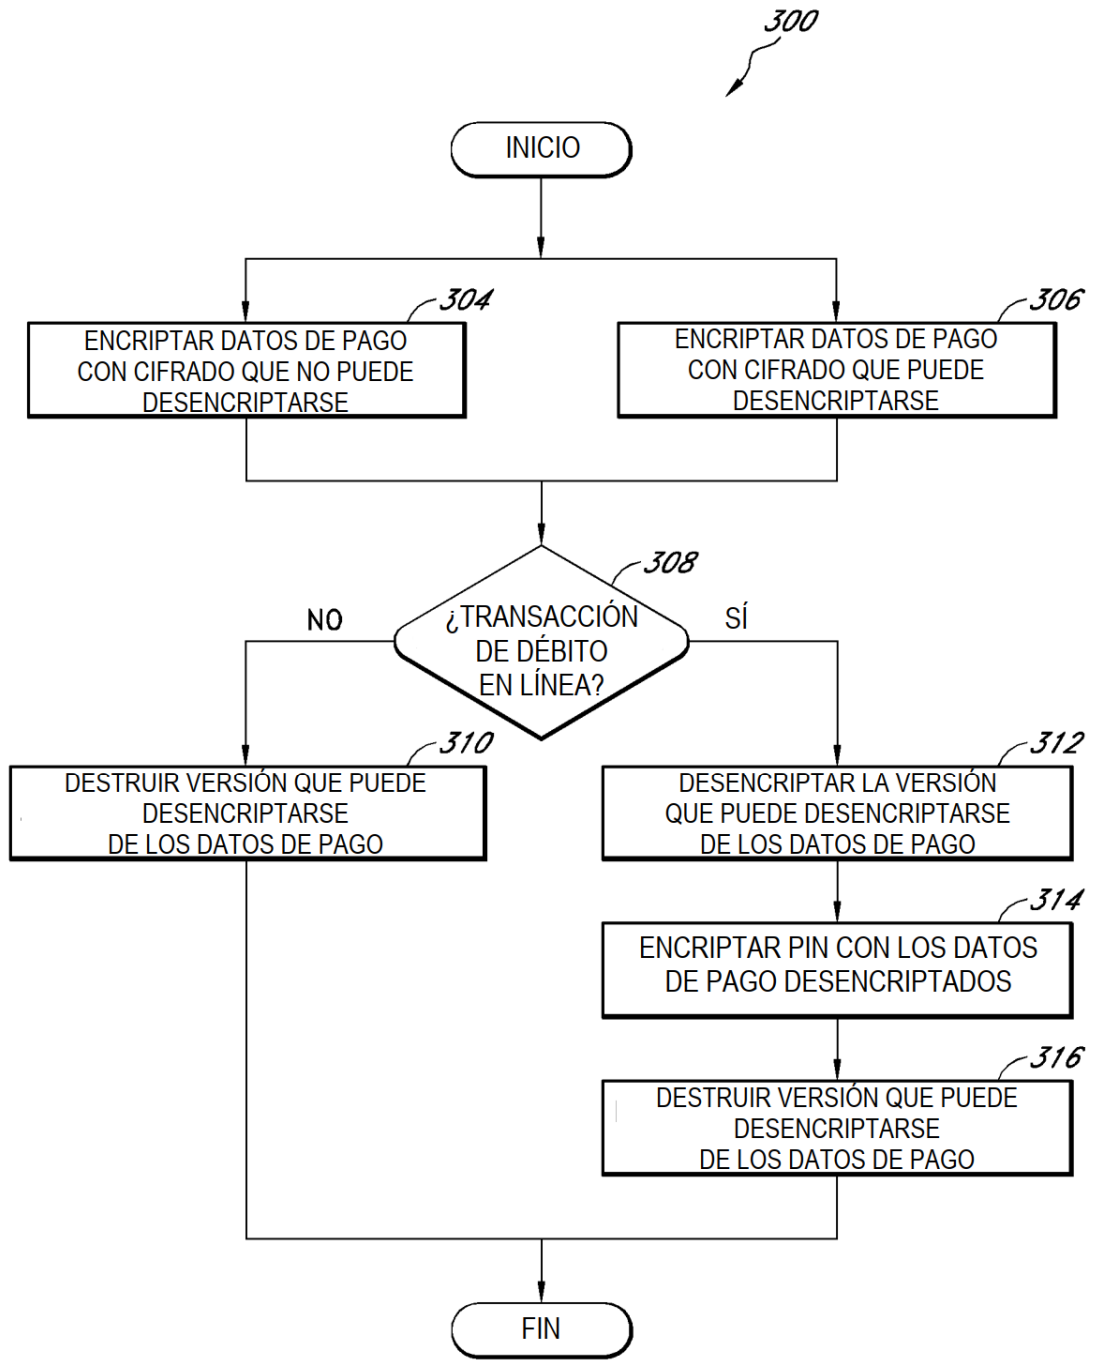 300
INICIO
304
ENCRIPTAR DATOS DE PAGO
CON CIFRADO QUE NO PUEDE
DESENCRIPTARSE
306
ENCRIPTAR DATOS DE PAGO
CON CIFRADO QUE PUEDE
DESENCRIPTARSE
308
¿TRANSACCIÓN
DE DÉBITO
EN LÍNEA?
NO
SÍ
310
DESTRUIR VERSIÓN QUE PUEDE
DESENCRIPTARSE
DE LOS DATOS DE PAGO
312
DESENCRIPTAR LA VERSIÓN
QUE PUEDE DESENCRIPTARSE
DE LOS DATOS DE PAGO
314
ENCRIPTAR PIN CON LOS DATOS
DE PAGO DESENCRIPTADOS
316
DESTRUIR VERSIÓN QUE PUEDE
DESENCRIPTARSE
DE LOS DATOS DE PAGO
FIN